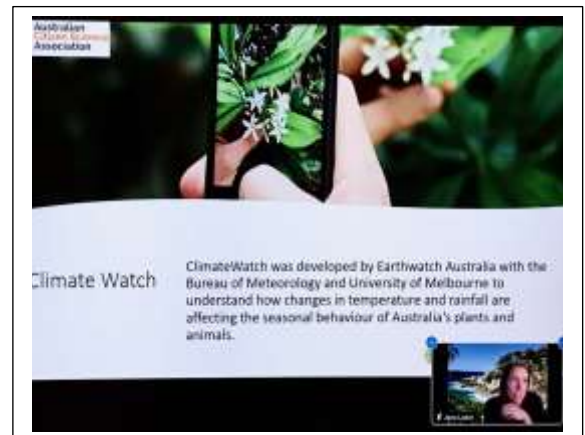 Australian
Citizen Science
Association
Climate Watch
ClimateWatch was developed by Earthwatch Australia with the
Bureau of Meteorology and University of Melbourne to
understand how changes in temperature and rainfall are
affecting the seasonal behaviour of Australia's plants and
animals.